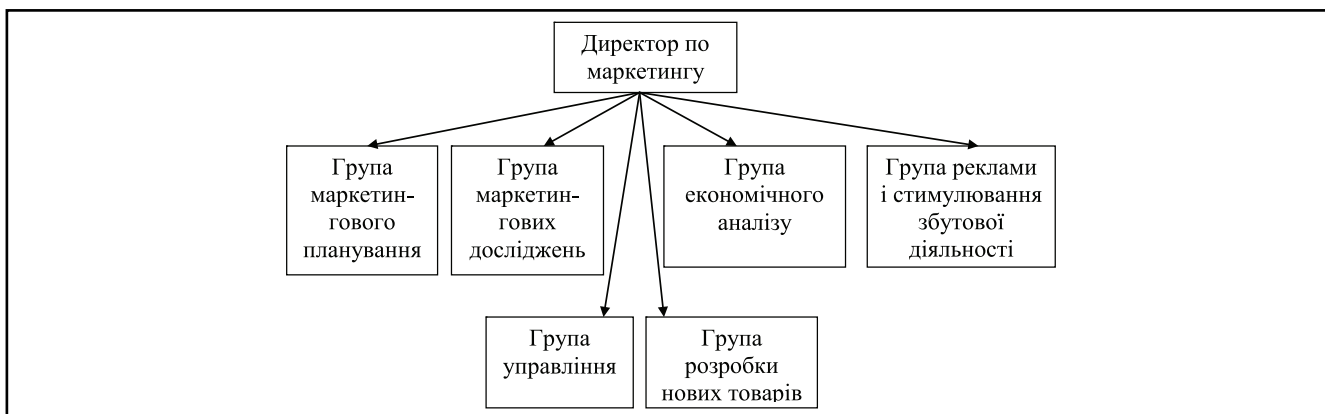 Директор по
маркетингу
Група
маркетин-
гового
планування
Група
маркетин-
гових
досліджень
Група
економічного
аналізу
Група реклами
і стимулювання
збутової
діяльності
Група
управління
Група
розробки
нових товарів